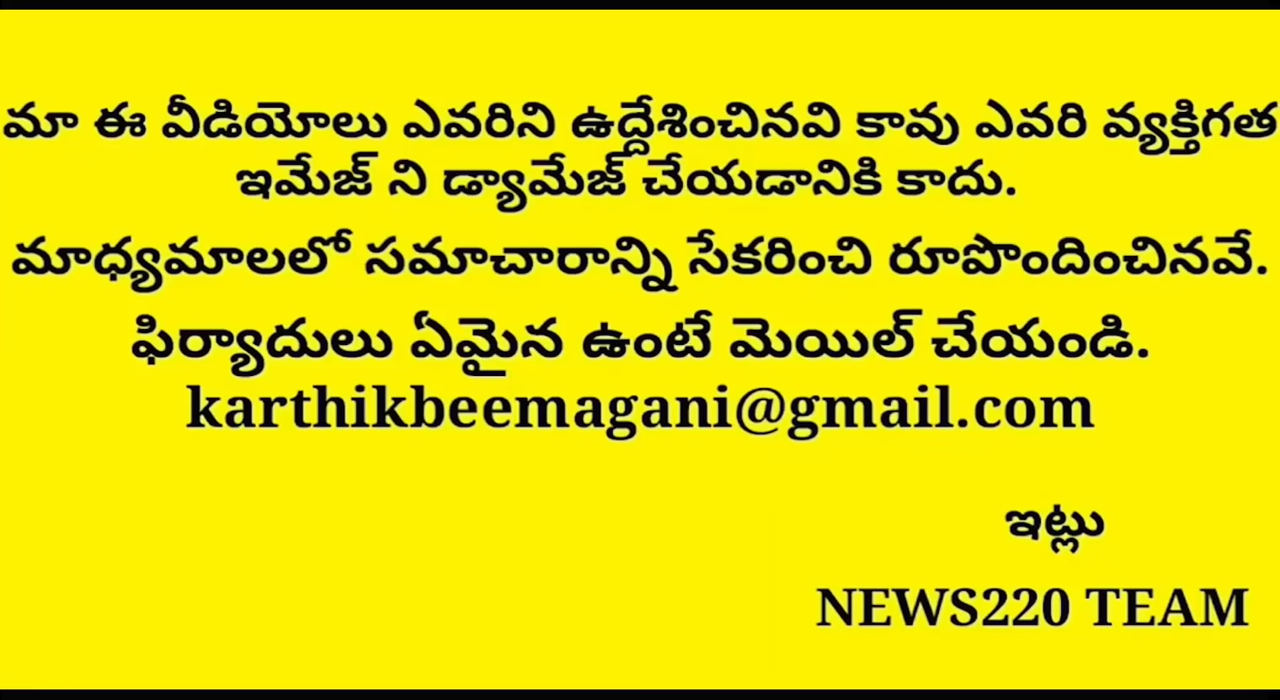 మా ఈ వీడియోలు ఎవరిని ఉద్దేశించినవి కావు ఎవరి వ్యక్తిగత
ఇమేజ్ ని డ్యామేజ్ చేయడానికి కాదు.
మాధ్యమాలలో సమాచారాన్ని సేకరించి రూపొందించినవే.
ఫిర్యాదులు ఏమైన ఉంటే మెయిల్ చేయండి.
karthikbeemagani@gmail.com
ఇట్లు
NEWS220 TEAM